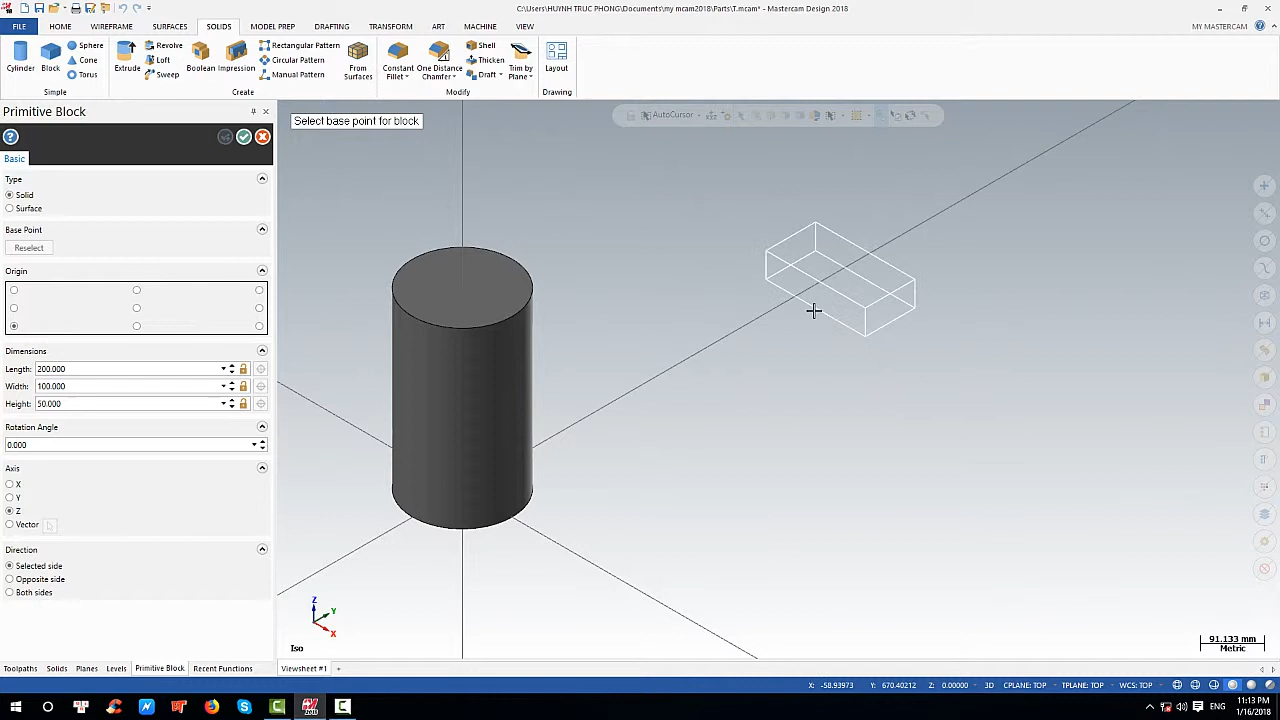 C:\Users\HUYNH TRUC PHONG\Documents\my mcam2018\Parts\T.mcam* - Mastercam Design 2018
FILE HOME WIREFRAME SURFACES SOLIDS MODEL PREP DRAFTING TRANSFORM ART MACHINE VIEW MY MASTERCAM
Cylinder Block Sphere Cone Torus
Simple
Extrude Revolve Loft Sweep Boolean Impression Rectangular Pattern Circular Pattern Manual Pattern From Surfaces
Create
Constant Fillet One Distance Chamfer Shell Thicken Draft Trim by Plane
Modify
Layout
Drawing
Primitive Block
Basic
Type
Solid
Surface
Base Point
Reselect
Origin
Dimensions
Length: 200.000
Width: 100.000
Height: 50.000
Rotation Angle
0.000
Axis
X
Y
Z
Vector
Direction
Selected side
Opposite side
Both sides
Select base point for block
AutoCursor
Z
Y
X
Iso
91.133 mm
Metric
Toolpaths Solids Planes Levels Primitive Block Recent Functions Viewsheet #1 +
X: -58.93973 Y: 670.40212 Z: 0.00000 3D CPLANE: TOP TPLANE: TOP WCS: TOP
ENG
11:13 PM
1/16/2018